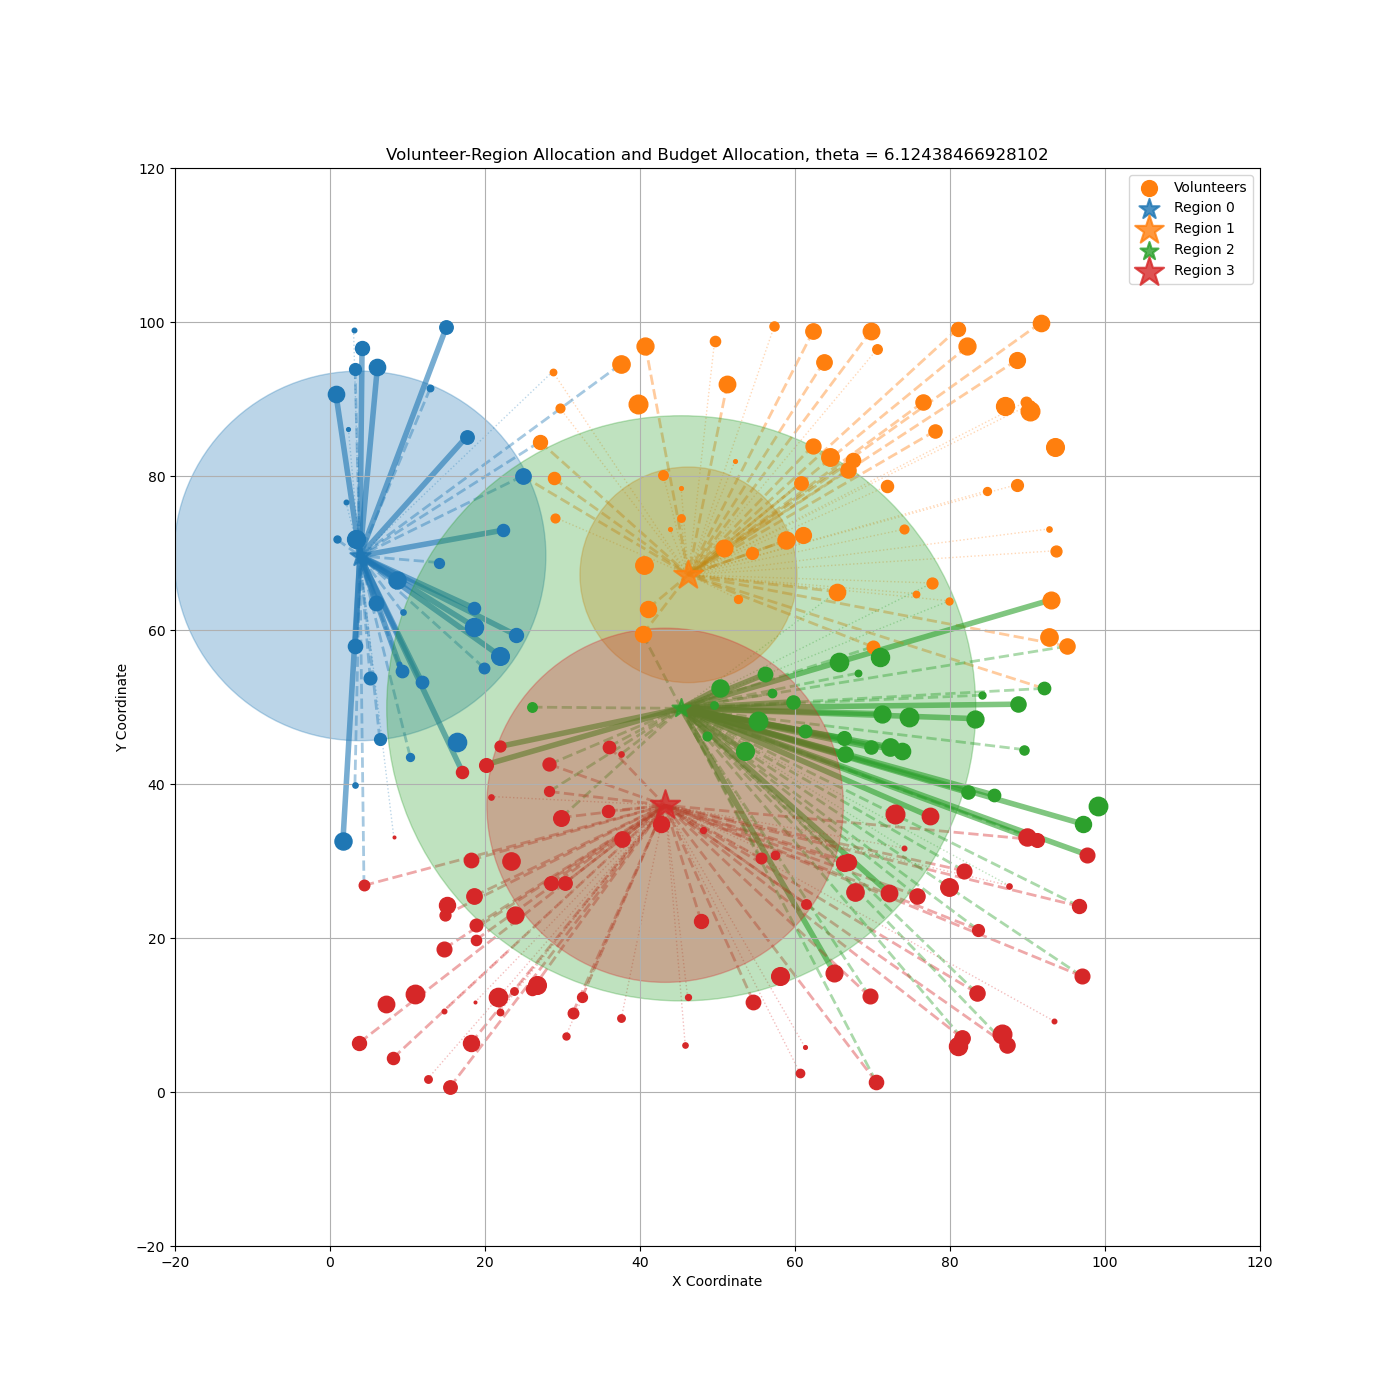 Volunteer-Region Allocation and Budget Allocation, theta = 6.12438466928102
Volunteers
Region 0
Region 1
Region 2
Region 3
120
100
80
60
40
20
0
−20
Y Coordinate
−20 0 20 40 60 80 100 120
X Coordinate